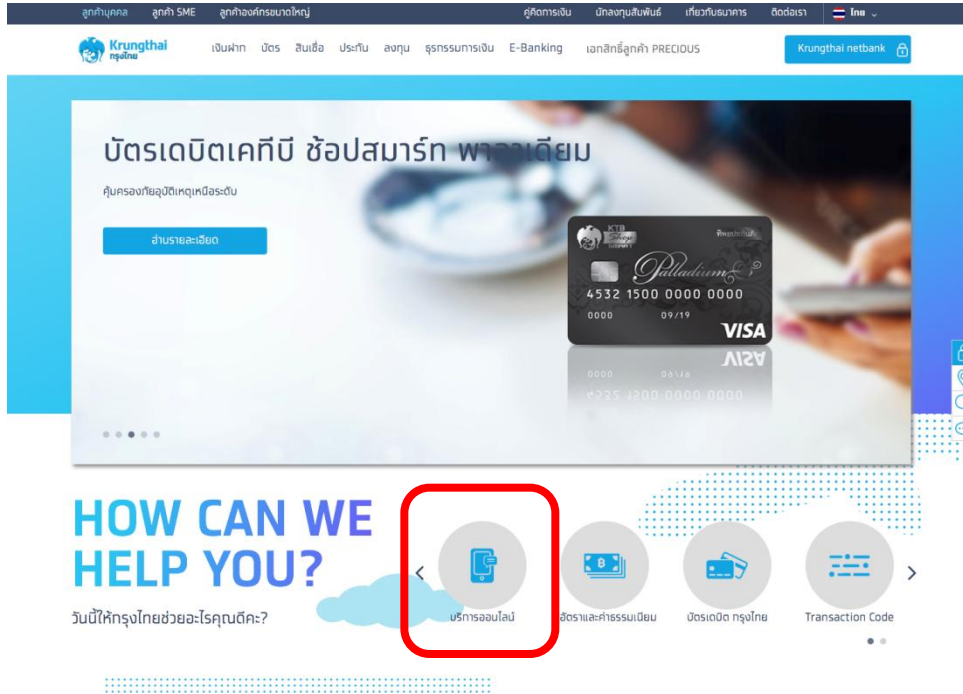 ลูกค้าบุคคล ลูกค้า SME ลูกค้าองค์กรขนาดใหญ่ คู่คิดการเงิน นักลงทุนสัมพันธ์ เกี่ยวกับธนาคาร ติดต่อเรา ไทย
Krungthai
กรุงไทย
เงินฝาก บัตร สินเชื่อ ประกัน ลงทุน ธุรกรรมการเงิน E-Banking เอกสิทธิ์ลูกค้า PRECIOUS Krungthai netbank
บัตรเดบิตเคทีบี ช้อปสมาร์ท พาลาเดียม
คุ้มครองภัยอุบัติเหตุเหนือระดับ
อ่านรายละเอียด
KTB
ทิพยประกันภัย
Palladium
4532 1500 0000 0000
0000 09/19
VISA
HOW CAN WE
HELP YOU?
วันนี้ให้กรุงไทยช่วยอะไรคุณดีคะ?
บริการออนไลน์ อัตราและค่าธรรมเนียม บัตรเดบิต กรุงไทย Transaction Code